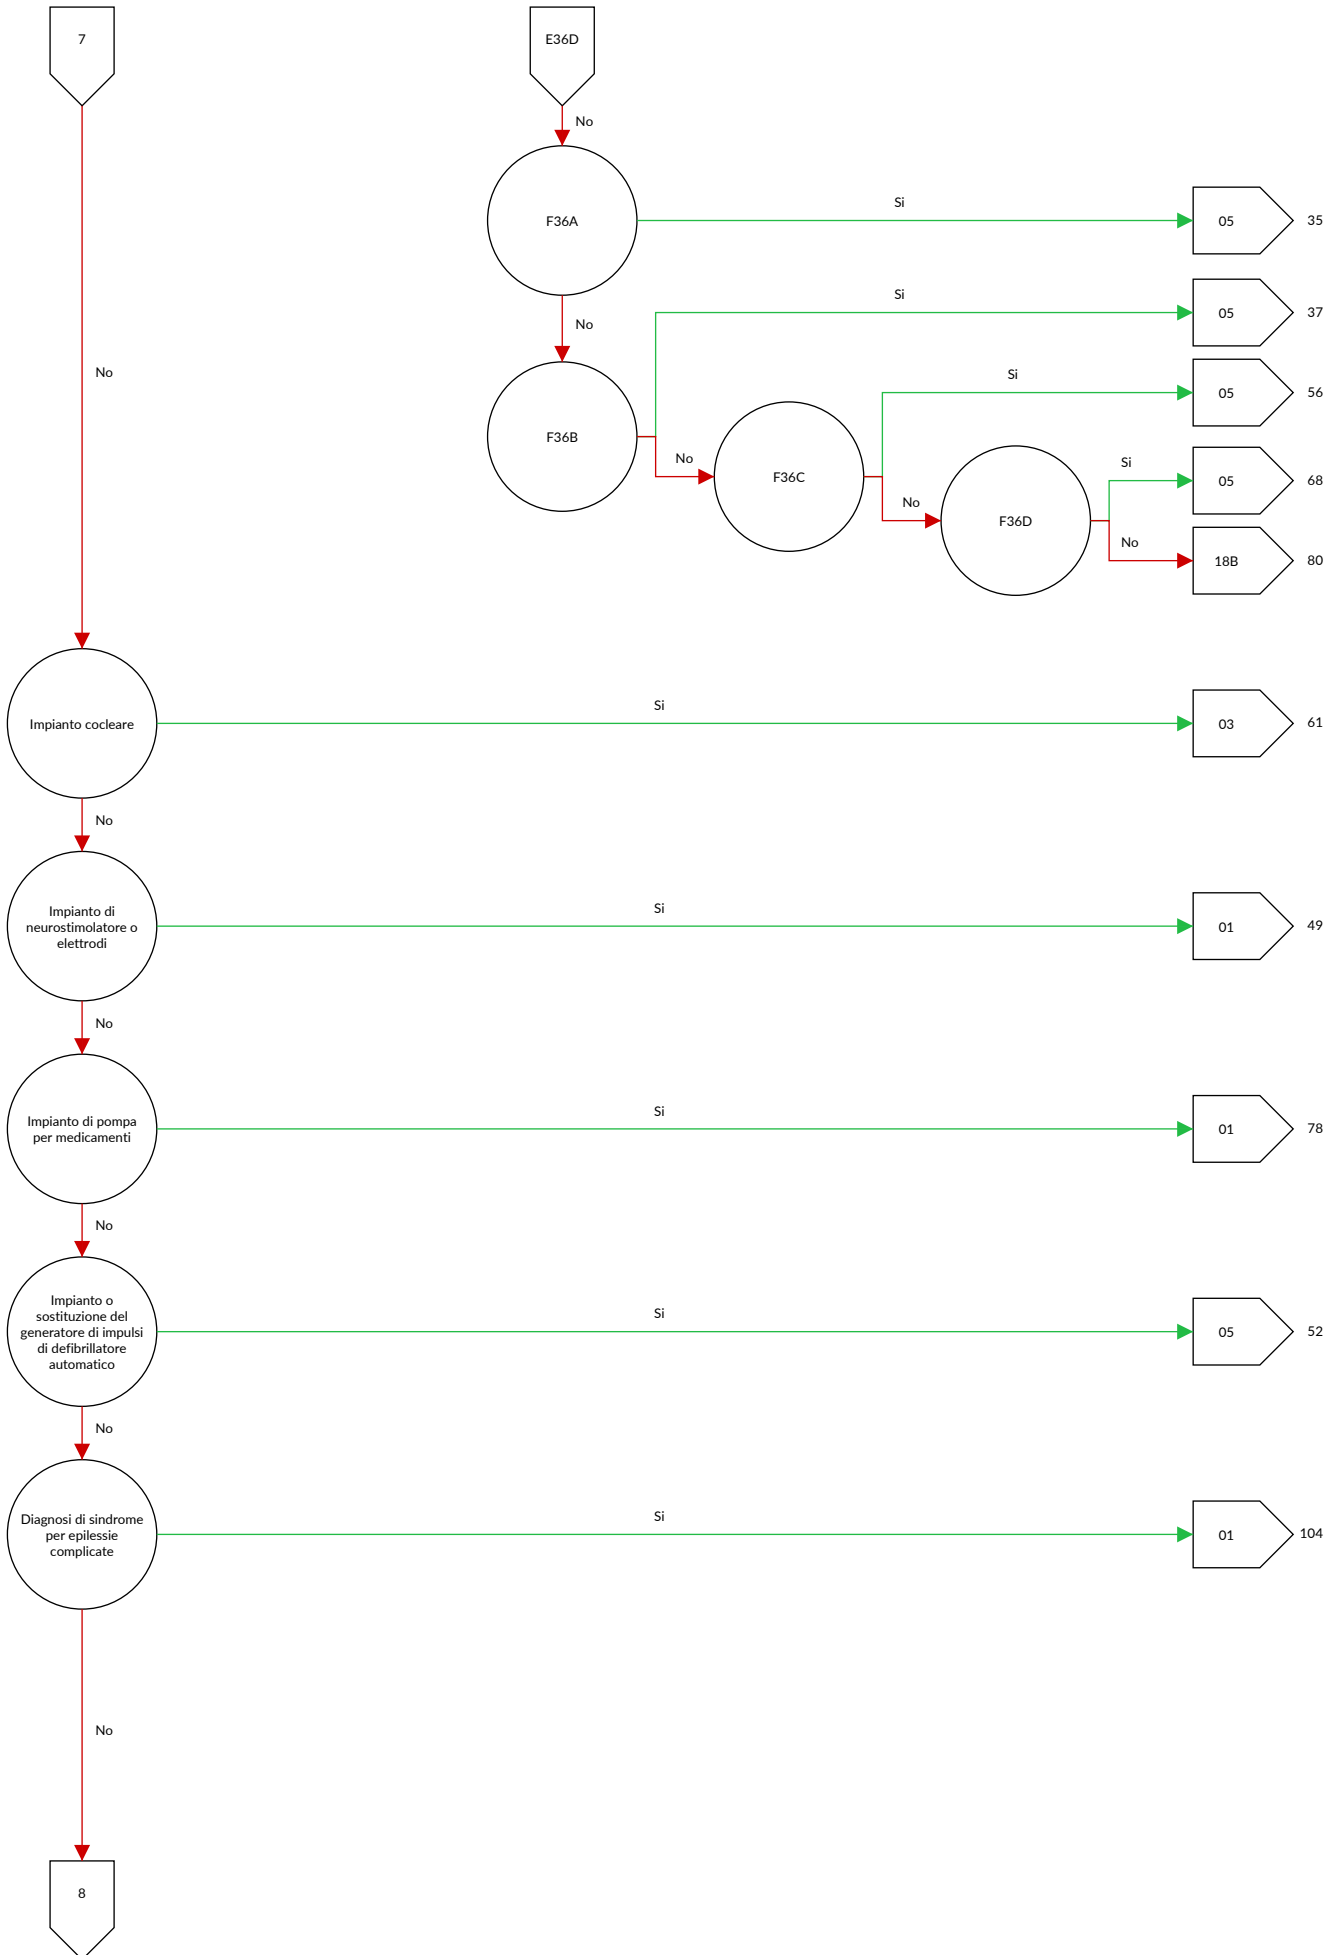 7
E36D
No
F36A
Si
05
35
No
Si
05
37
No
Si
05
56
F36B
No
F36C
Si
05
68
No
F36D
No
18B
80
Impianto cocleare
Si
03
61
No
Impianto di
neurostimolatore o
elettrodi
Si
01
49
No
Impianto di pompa
per medicamenti
Si
01
78
No
Impianto o
sostituzione del
generatore di impulsi
di defibrillatore
automatico
Si
05
52
No
Diagnosi di sindrome
per epilessie
complicate
Si
01
104
No
8